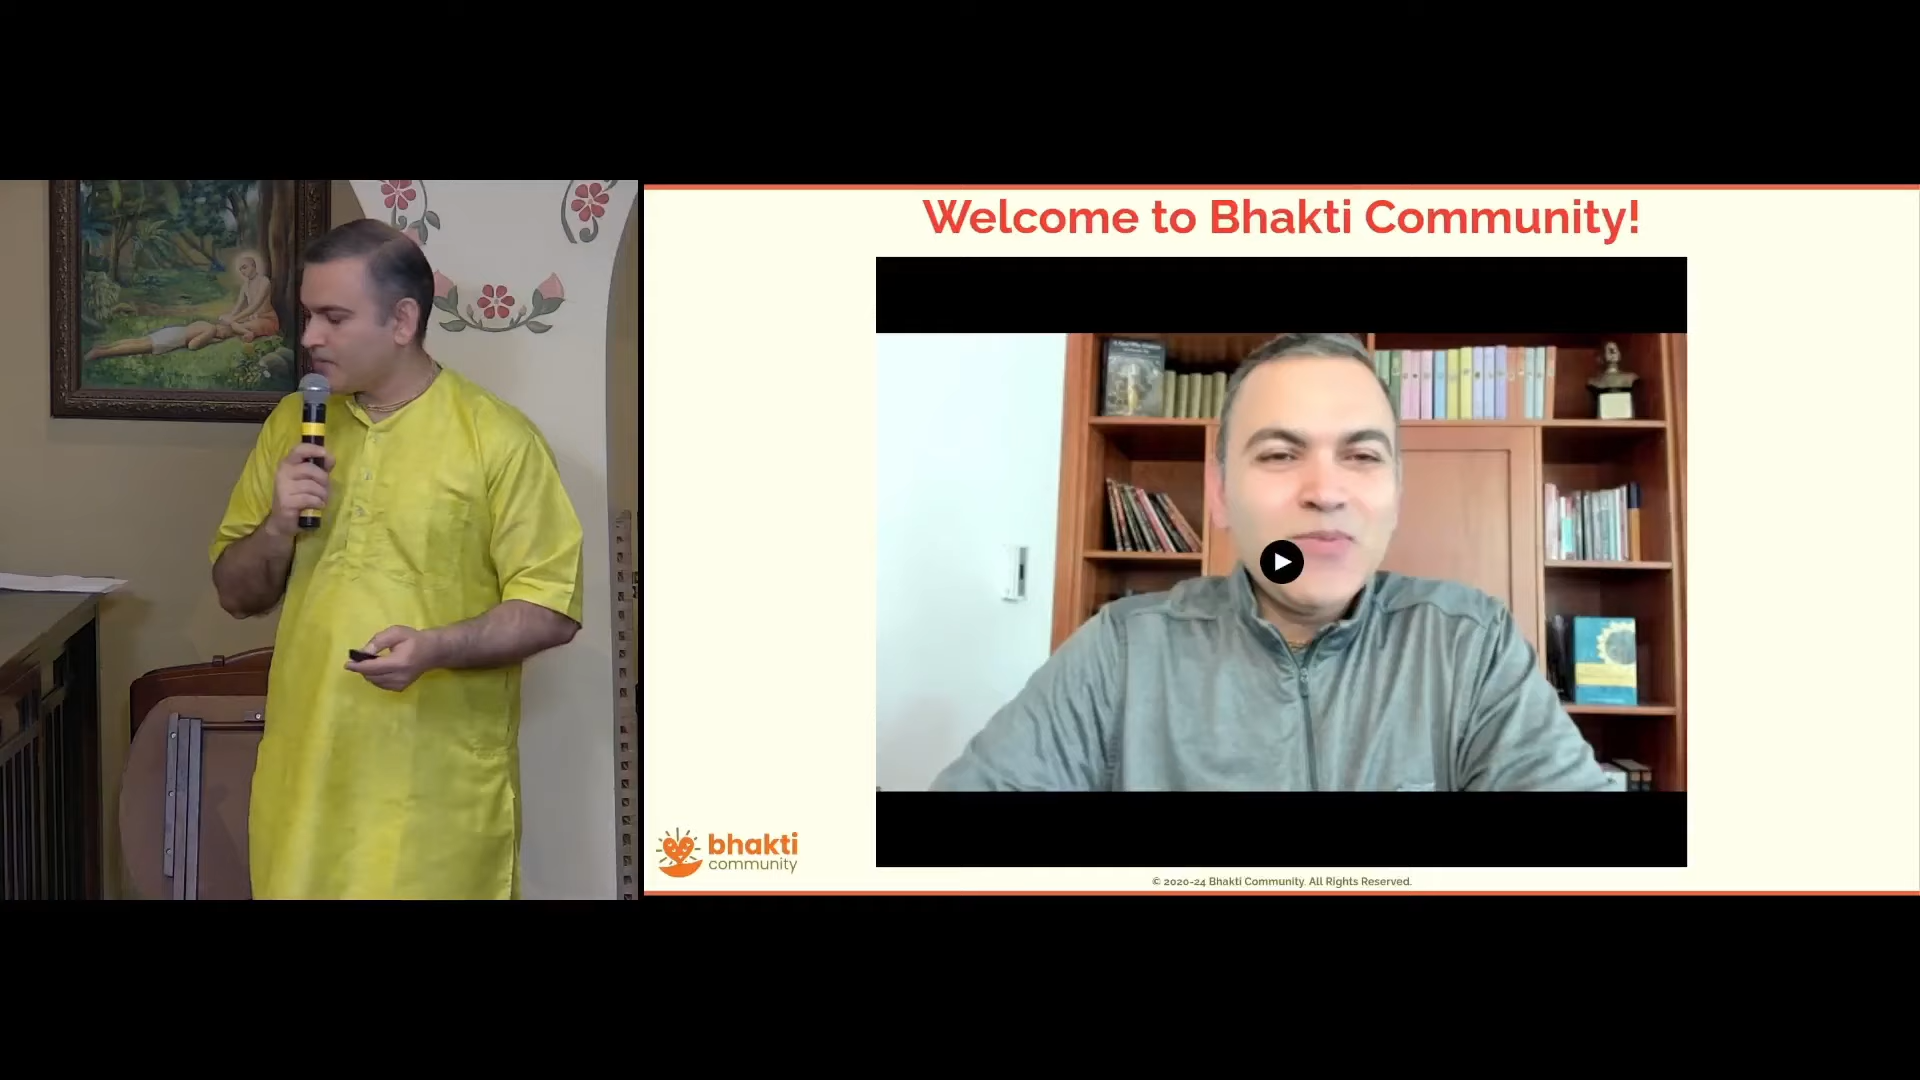 Welcome to Bhakti Community!
bhakti
community
© 2020-24 Bhakti Community. All Rights Reserved.